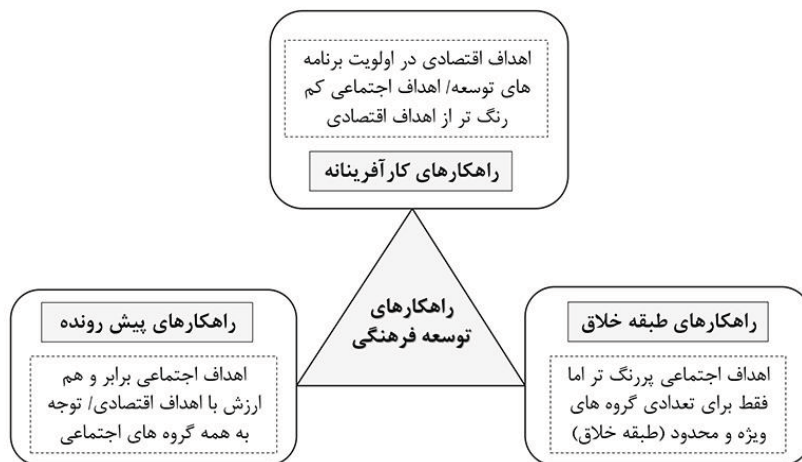 اهداف اقتصادی در اولویت برنامه
های توسعه/ اهداف اجتماعی کم
رنگ تر از اهداف اقتصادی
راهکارهای کارآفرینانه
راهکارهای
توسعه فرهنگی
راهکارهای طبقه خلاق
اهداف اجتماعی پررنگ تر اما
فقط برای تعدادی گروه های
ویژه و محدود (طبقه خلاق)
راهکارهای پیش رونده
اهداف اجتماعی برابر و هم
ارزش با اهداف اقتصادی/ توجه
به همه گروه های اجتماعی